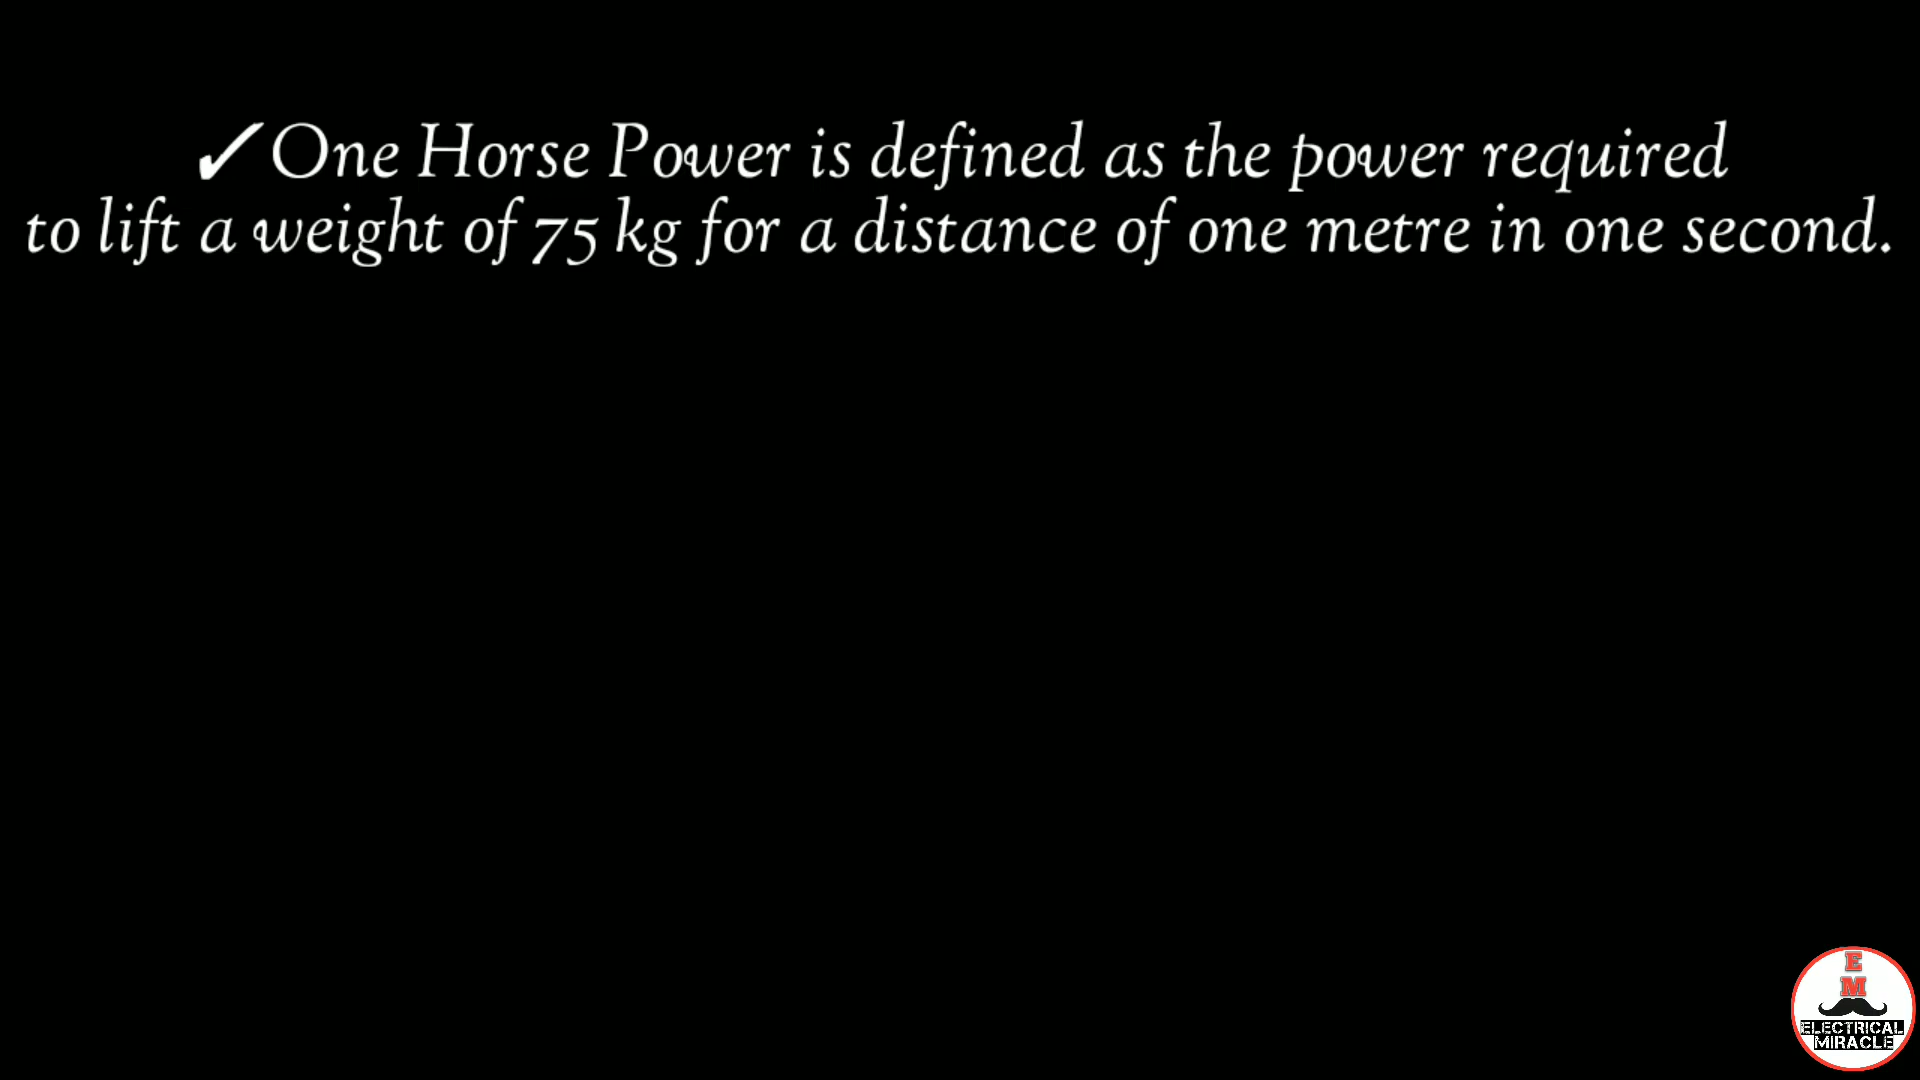 ✓One Horse Power is defined as the power required
to lift a weight of 75 kg for a distance of one metre in one second.
E
M
ELECTRICAL
MIRACLE